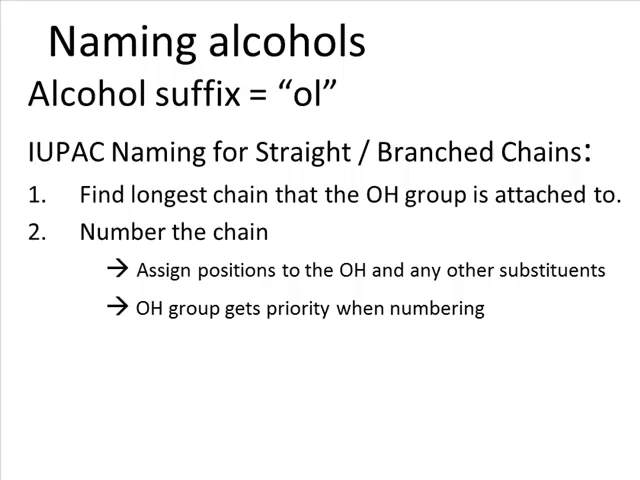 Naming alcohols
Alcohol suffix = “ol”
IUPAC Naming for Straight / Branched Chains:
1. Find longest chain that the OH group is attached to.
2. Number the chain
→ Assign positions to the OH and any other substituents
→ OH group gets priority when numbering